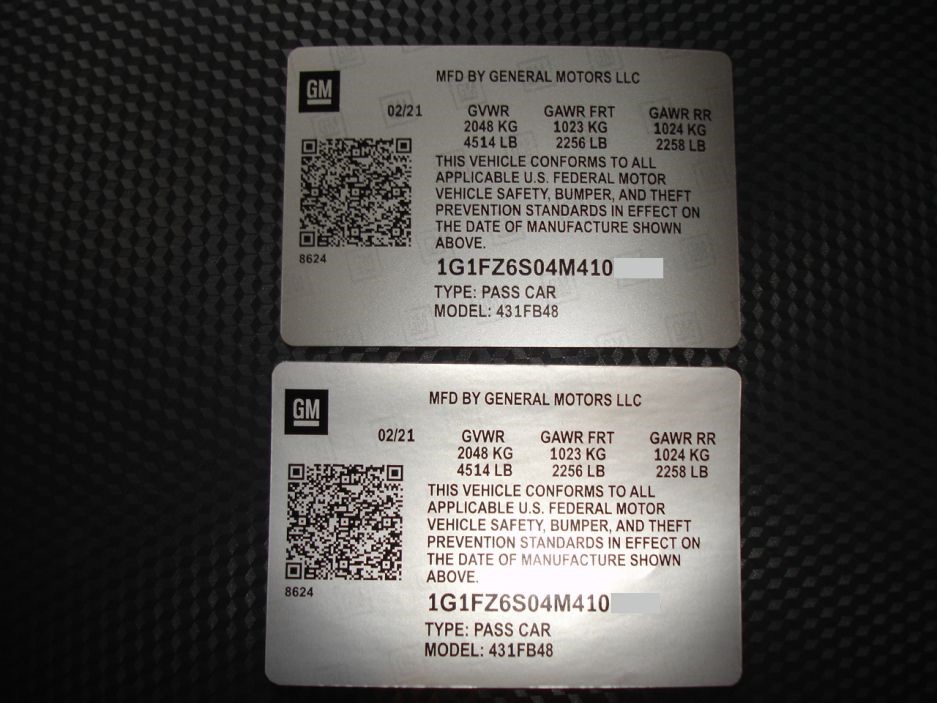 GM
MFD BY GENERAL MOTORS LLC
02/21 GVWR GAWR FRT GAWR RR
2048 KG 1023 KG 1024 KG
4514 LB 2256 LB 2258 LB
THIS VEHICLE CONFORMS TO ALL
APPLICABLE U.S. FEDERAL MOTOR
VEHICLE SAFETY, BUMPER, AND THEFT
PREVENTION STANDARDS IN EFFECT ON
THE DATE OF MANUFACTURE SHOWN
ABOVE.
8624
1G1FZ6S04M410
TYPE: PASS CAR
MODEL: 431FB48
GM
MFD BY GENERAL MOTORS LLC
02/21 GVWR GAWR FRT GAWR RR
2048 KG 1023 KG 1024 KG
4514 LB 2256 LB 2258 LB
THIS VEHICLE CONFORMS TO ALL
APPLICABLE U.S. FEDERAL MOTOR
VEHICLE SAFETY, BUMPER, AND THEFT
PREVENTION STANDARDS IN EFFECT ON
THE DATE OF MANUFACTURE SHOWN
ABOVE.
8624
1G1FZ6S04M410
TYPE: PASS CAR
MODEL: 431FB48